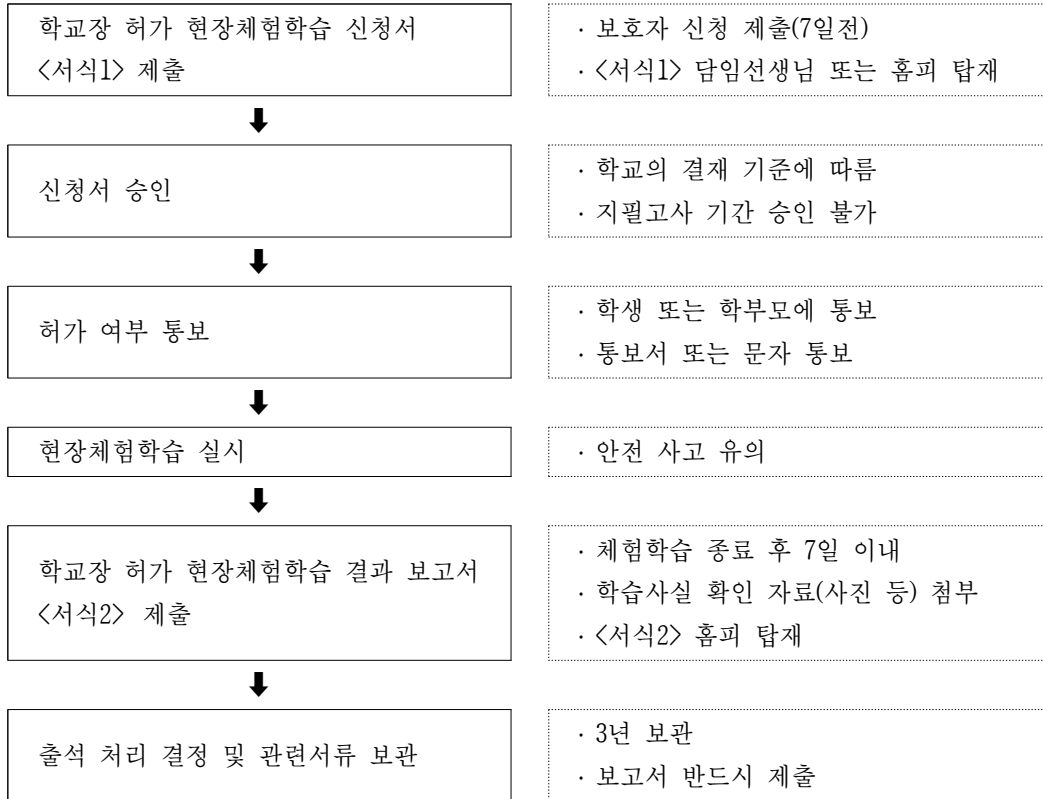 학교장 허가 현장체험학습 신청서
<서식1> 제출
· 보호자 신청 제출(7일전)
· <서식1> 담임선생님 또는 홈피 탑재
신청서 승인
· 학교의 결재 기준에 따름
· 지필고사 기간 승인 불가
허가 여부 통보
· 학생 또는 학부모에 통보
· 통보서 또는 문자 통보
현장체험학습 실시
· 안전 사고 유의
학교장 허가 현장체험학습 결과 보고서
<서식2> 제출
· 체험학습 종료 후 7일 이내
· 학습사실 확인 자료(사진 등) 첨부
· <서식2> 홈피 탑재
출석 처리 결정 및 관련서류 보관
· 3년 보관
· 보고서 반드시 제출